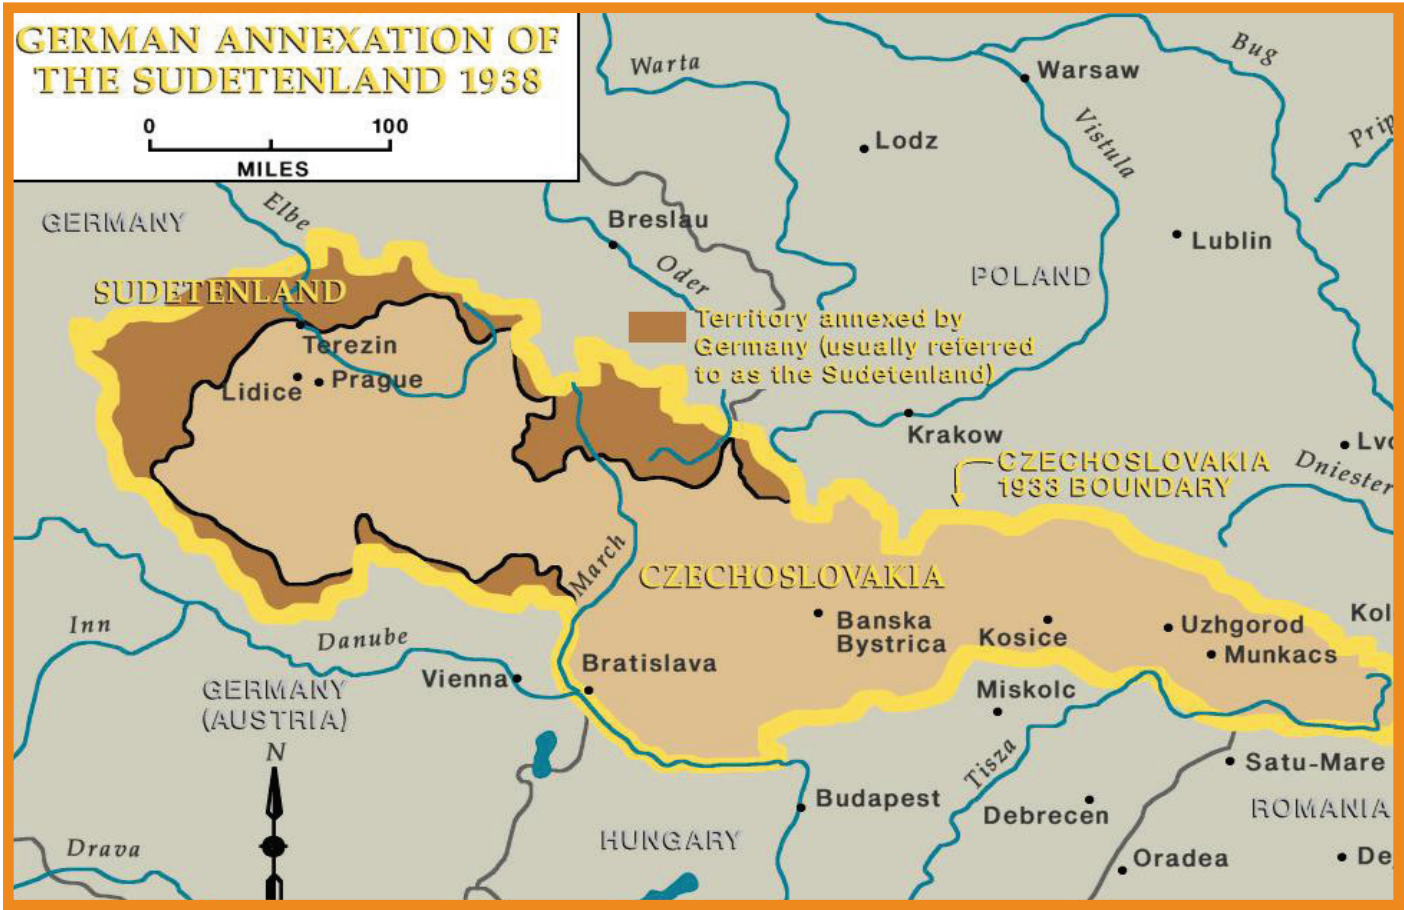 GERMAN ANNEXATION OF
THE SUDETENLAND 1938
0 100
MILES
Warta
Warsaw
Bug
Lodz
Vistula
Prip
Elbe
GERMANY
Breslau
Lublin
Oder
POLAND
SUDETENLAND
Territory annexed by
Germany (usually referred
to as the Sudetenland)
Terezin
Lidice
Prague
Krakow
Lvo
CZECHOSLOVAKIA
1933 BOUNDARY
Dniester
March
CZECHOSLOVAKIA
Banska
Bystrica
Kosice
Uzhgorod
Munkacs
Kol
Inn
Danube
Bratislava
Vienna
GERMANY
(AUSTRIA)
Miskolc
N
Tisza
Satu-Mare
Budapest
Debrecen
ROMANIA
HUNGARY
Drava
Oradea
De